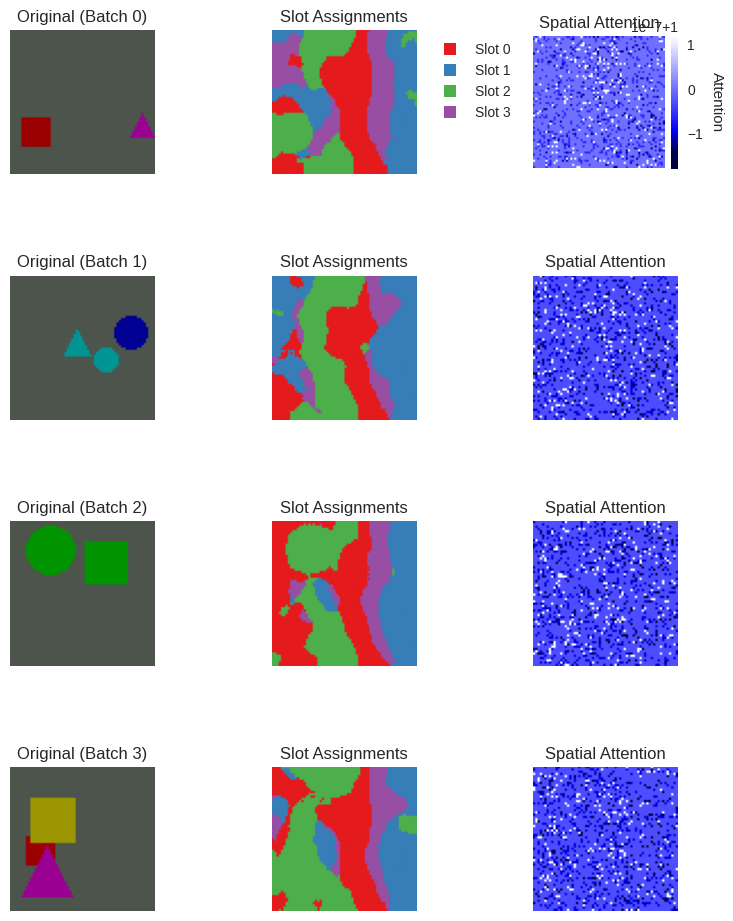 Original (Batch 0)
Slot Assignments
Slot 0
Slot 1
Slot 2
Slot 3
Spatial Attention
1e−7+1
1
0
−1
Attention
Original (Batch 1)
Slot Assignments
Spatial Attention
Original (Batch 2)
Slot Assignments
Spatial Attention
Original (Batch 3)
Slot Assignments
Spatial Attention